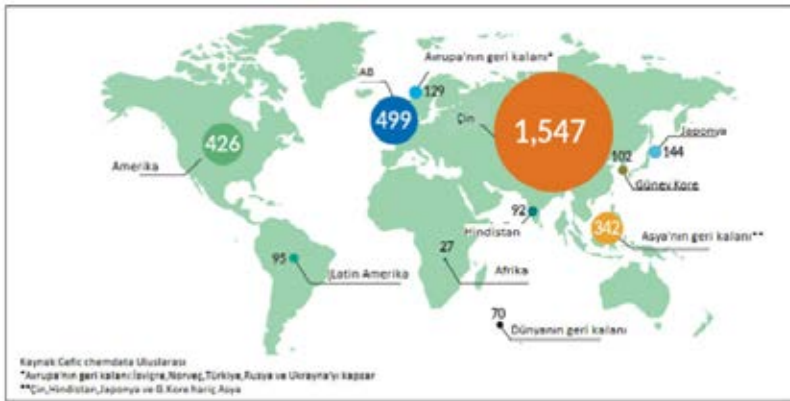 Avrupa'nın geri kalanı*
AB
129
499
Çin
1,547
426
Amerika
Japonya
102
144
Güney Kore
92
Hindistan
342
Asya'nın geri kalanı**
95
Latin Amerika
27
Afrika
70
Dünyanın geri kalanı
Kaynak Cefic chemdata Uluslarası
*Avrupa'nın geri kalanı İsviçre,Norveç,Türkiye,Rusya ve Ukrayna'yı kapsar
**Çin,Hindistan,Japonya ve G.Kore Hariç Asya